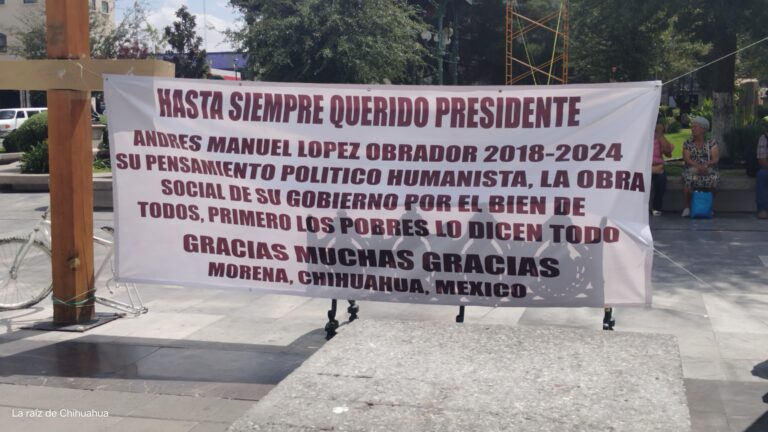 HASTA SIEMPRE QUERIDO PRESIDENTE
ANDRES MANUEL LOPEZ OBRADOR 2018-2024
SU PENSAMIENTO POLITICO HUMANISTA, LA OBRA
SOCIAL DE SU GOBIERNO POR EL BIEN DE
TODOS, PRIMERO LOS POBRES LO DICEN TODO
GRACIAS MUCHAS GRACIAS
MORENA, CHIHUAHUA, MEXICO
La raíz de Chihuahua